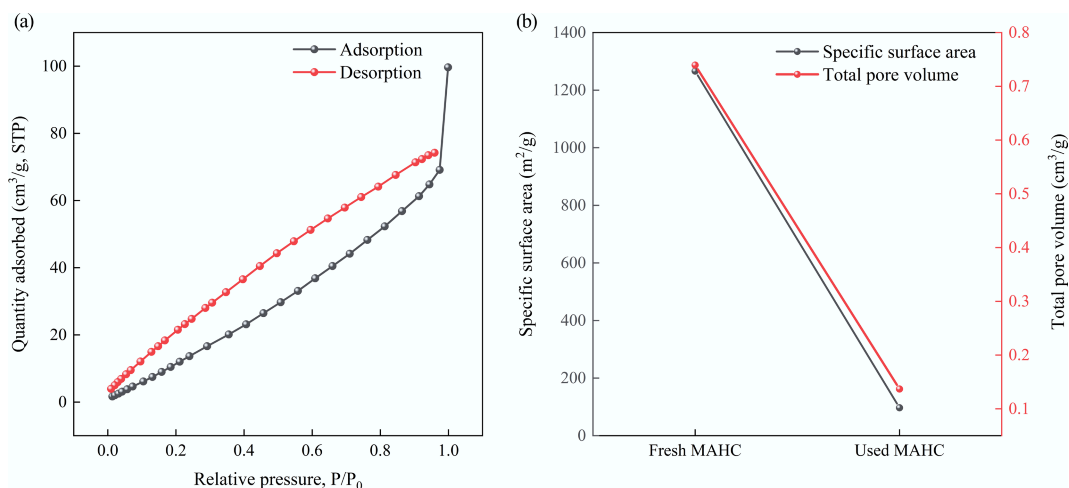 (a)
Adsorption
Desorption
Quantity adsorbed (cm³/g, STP)
100
80
60
40
20
0
0.0 0.2 0.4 0.6 0.8 1.0
Relative pressure, P/P₀
(b)
Specific surface area
Total pore volume
Specific surface area (m²/g)
1400
1200
1000
800
600
400
200
0
Fresh MAHC Used MAHC
0.8
0.7
0.6
0.5
0.4
0.3
0.2
0.1
Total pore volume (cm³/g)